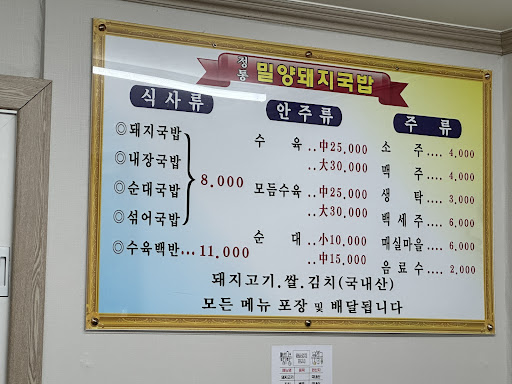 정통
밀양돼지국밥
식사류
◎돼지국밥
◎내장국밥
◎순대국밥
◎섞어국밥
8.000
◎수육백반...11.000
안주류
수 육 ..中25.000
..大30.000
모듬수육 ..中25.000
..大30.000
순 대 ..小10.000
..中15.000
주 류
소 주.... 4.000
맥 주.... 4.000
생 탁.... 3.000
백세주.... 6.000
매실마을.... 6.000
음료수.... 2.000
돼지고기.쌀.김치(국내산)
모든 메뉴 포장 및 배달됩니다